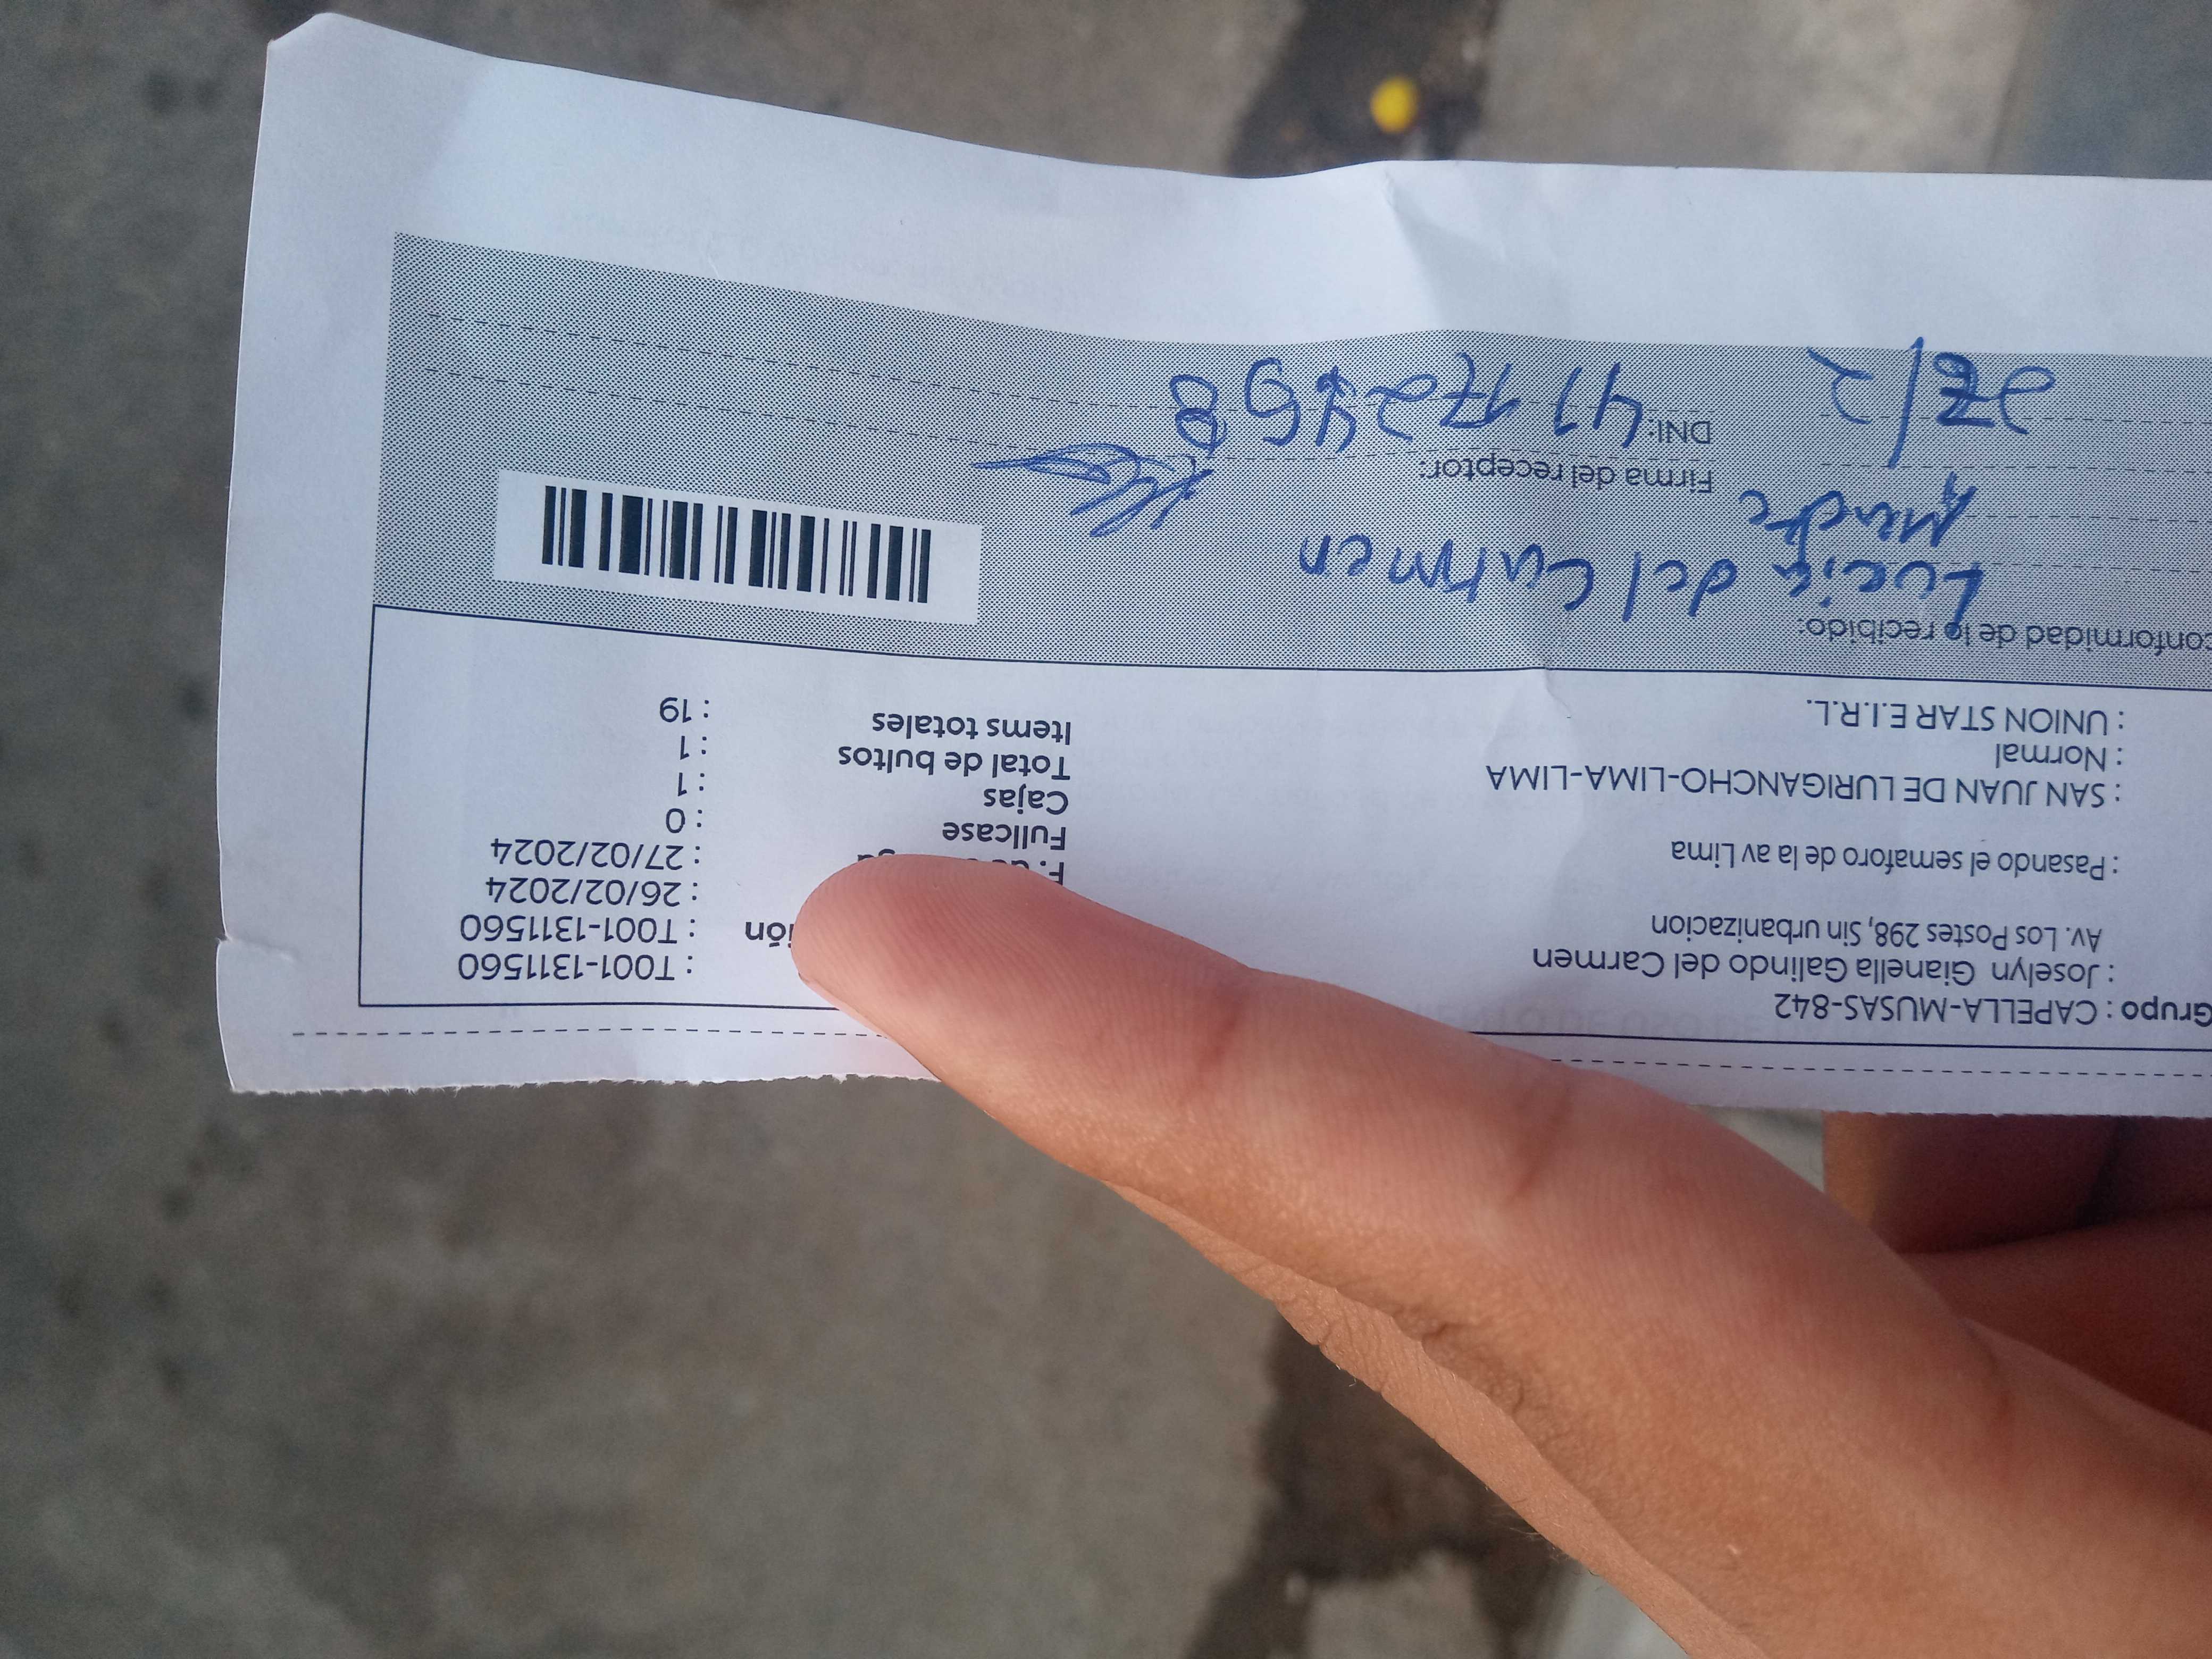 Grupo : CAPELLA-MUSAS-842
: Joselyn Gianella Galindo del Carmen
Av. Los Postes 298, Sin urbanizacion
: Pasando el semaforo de la av Lima
: SAN JUAN DE LURIGANCHO-LIMA-LIMA
: Normal
: UNION STAR E.I.R.L.
: T001-1311560
ión : T001-1311560
: 26/02/2024
F. de : 27/02/2024
Fullcase : 0
Cajas : 1
Total de bultos : 1
Items totales : 19
onformidad de lo recibido:
Lucia del Carmen
Madre
Firma del receptor:
DNI:
27/2